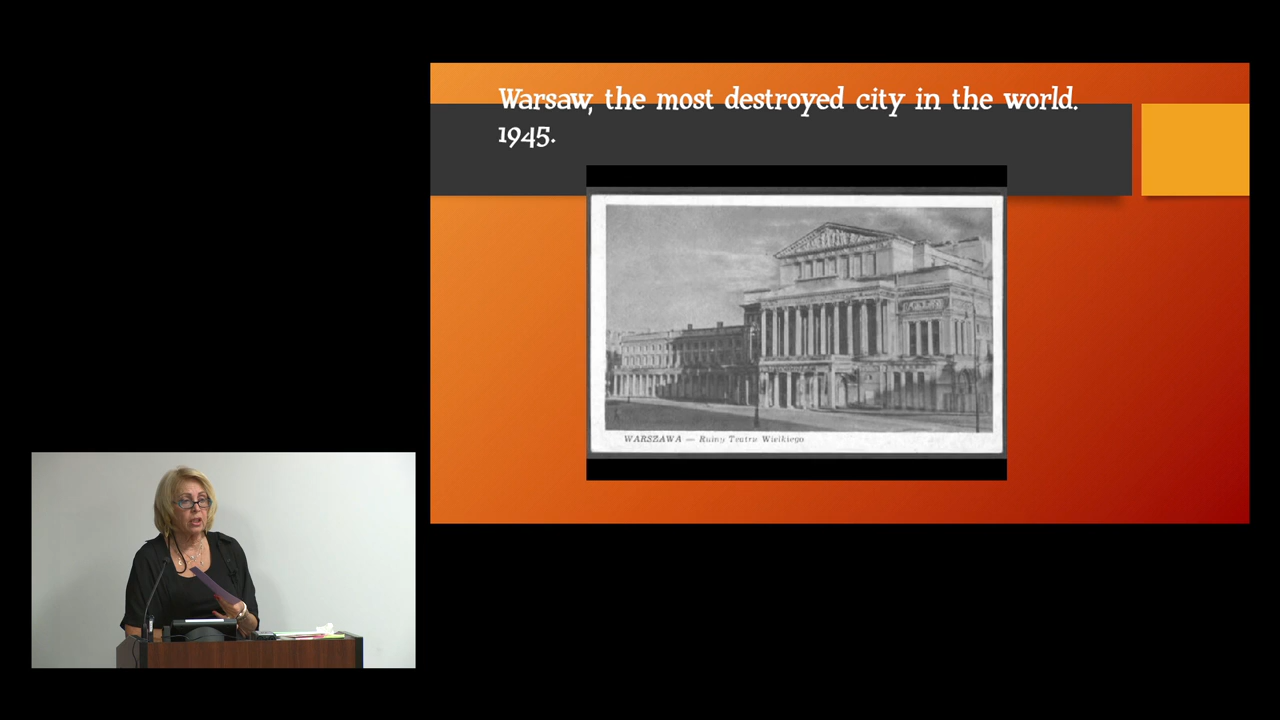 Warsaw, the most destroyed city in the world.
1945.
WARSZAWA — Ruiny Teatru Wielkiego